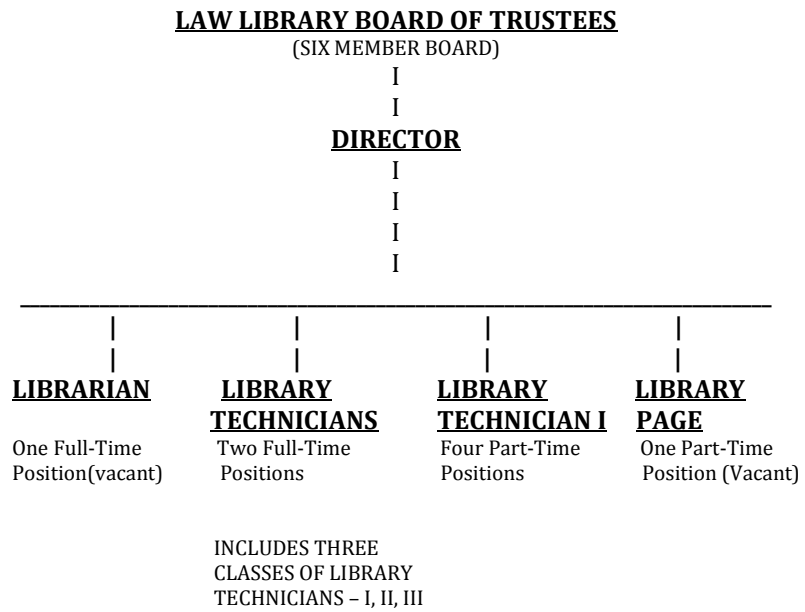 LAW LIBRARY BOARD OF TRUSTEES
(SIX MEMBER BOARD)
I
I
DIRECTOR
I
I
I
I
LIBRARIAN
One Full-Time
Position(vacant)
LIBRARY
TECHNICIANS
Two Full-Time
Positions
INCLUDES THREE
CLASSES OF LIBRARY
TECHNICIANS – I, II, III
LIBRARY
TECHNICIAN I
Four Part-Time
Positions
LIBRARY
PAGE
One Part-Time
Position (Vacant)